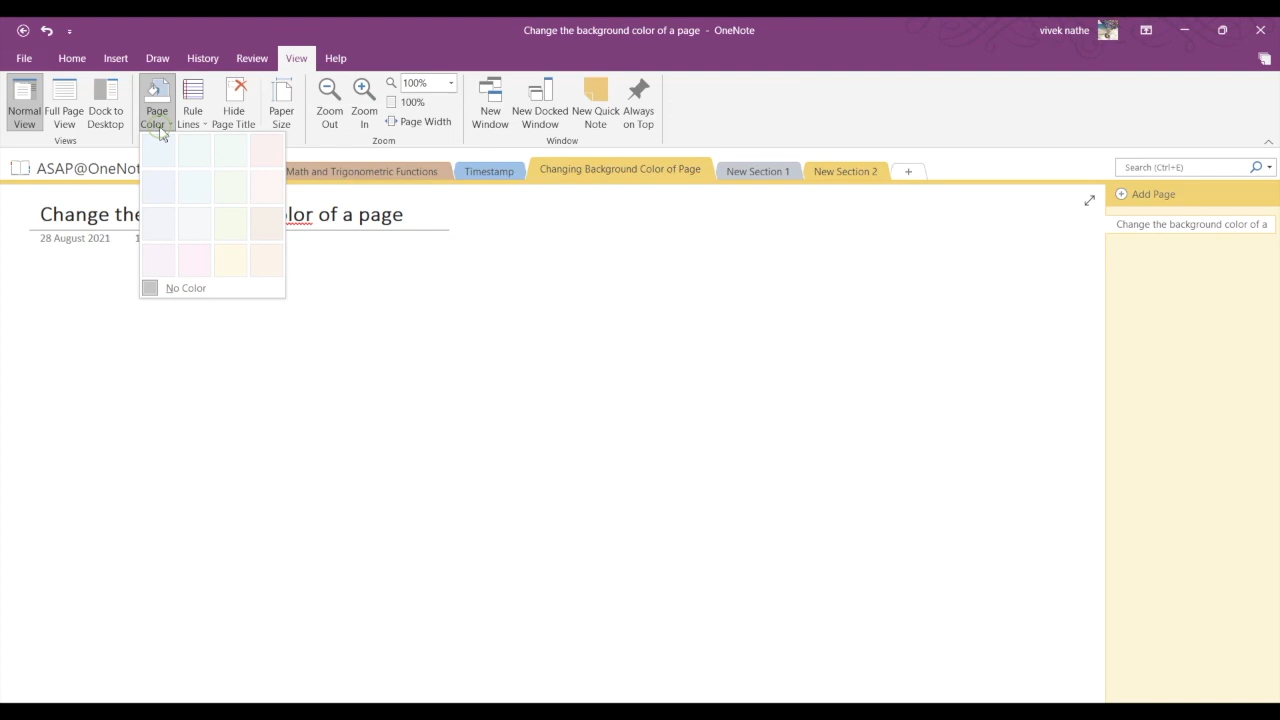 Change the background color of a page - OneNote
vivek nathe
File Home Insert Draw History Review View Help
Normal View
Full Page View
Dock to Desktop
Page Color
Rule Lines
Hide Page Title
Paper Size
Zoom Out
Zoom In
100%
100%
Page Width
New Window
New Docked Window
New Quick Note
Always on Top
Views
Zoom
Window
ASAP@OneNot
Math and Trigonometric Functions
Timestamp
Changing Background Color of Page
New Section 1
New Section 2
+
Search (Ctrl+E)
Add Page
Change the lor of a page
Change the background color of a
28 August 2021 1
No Color